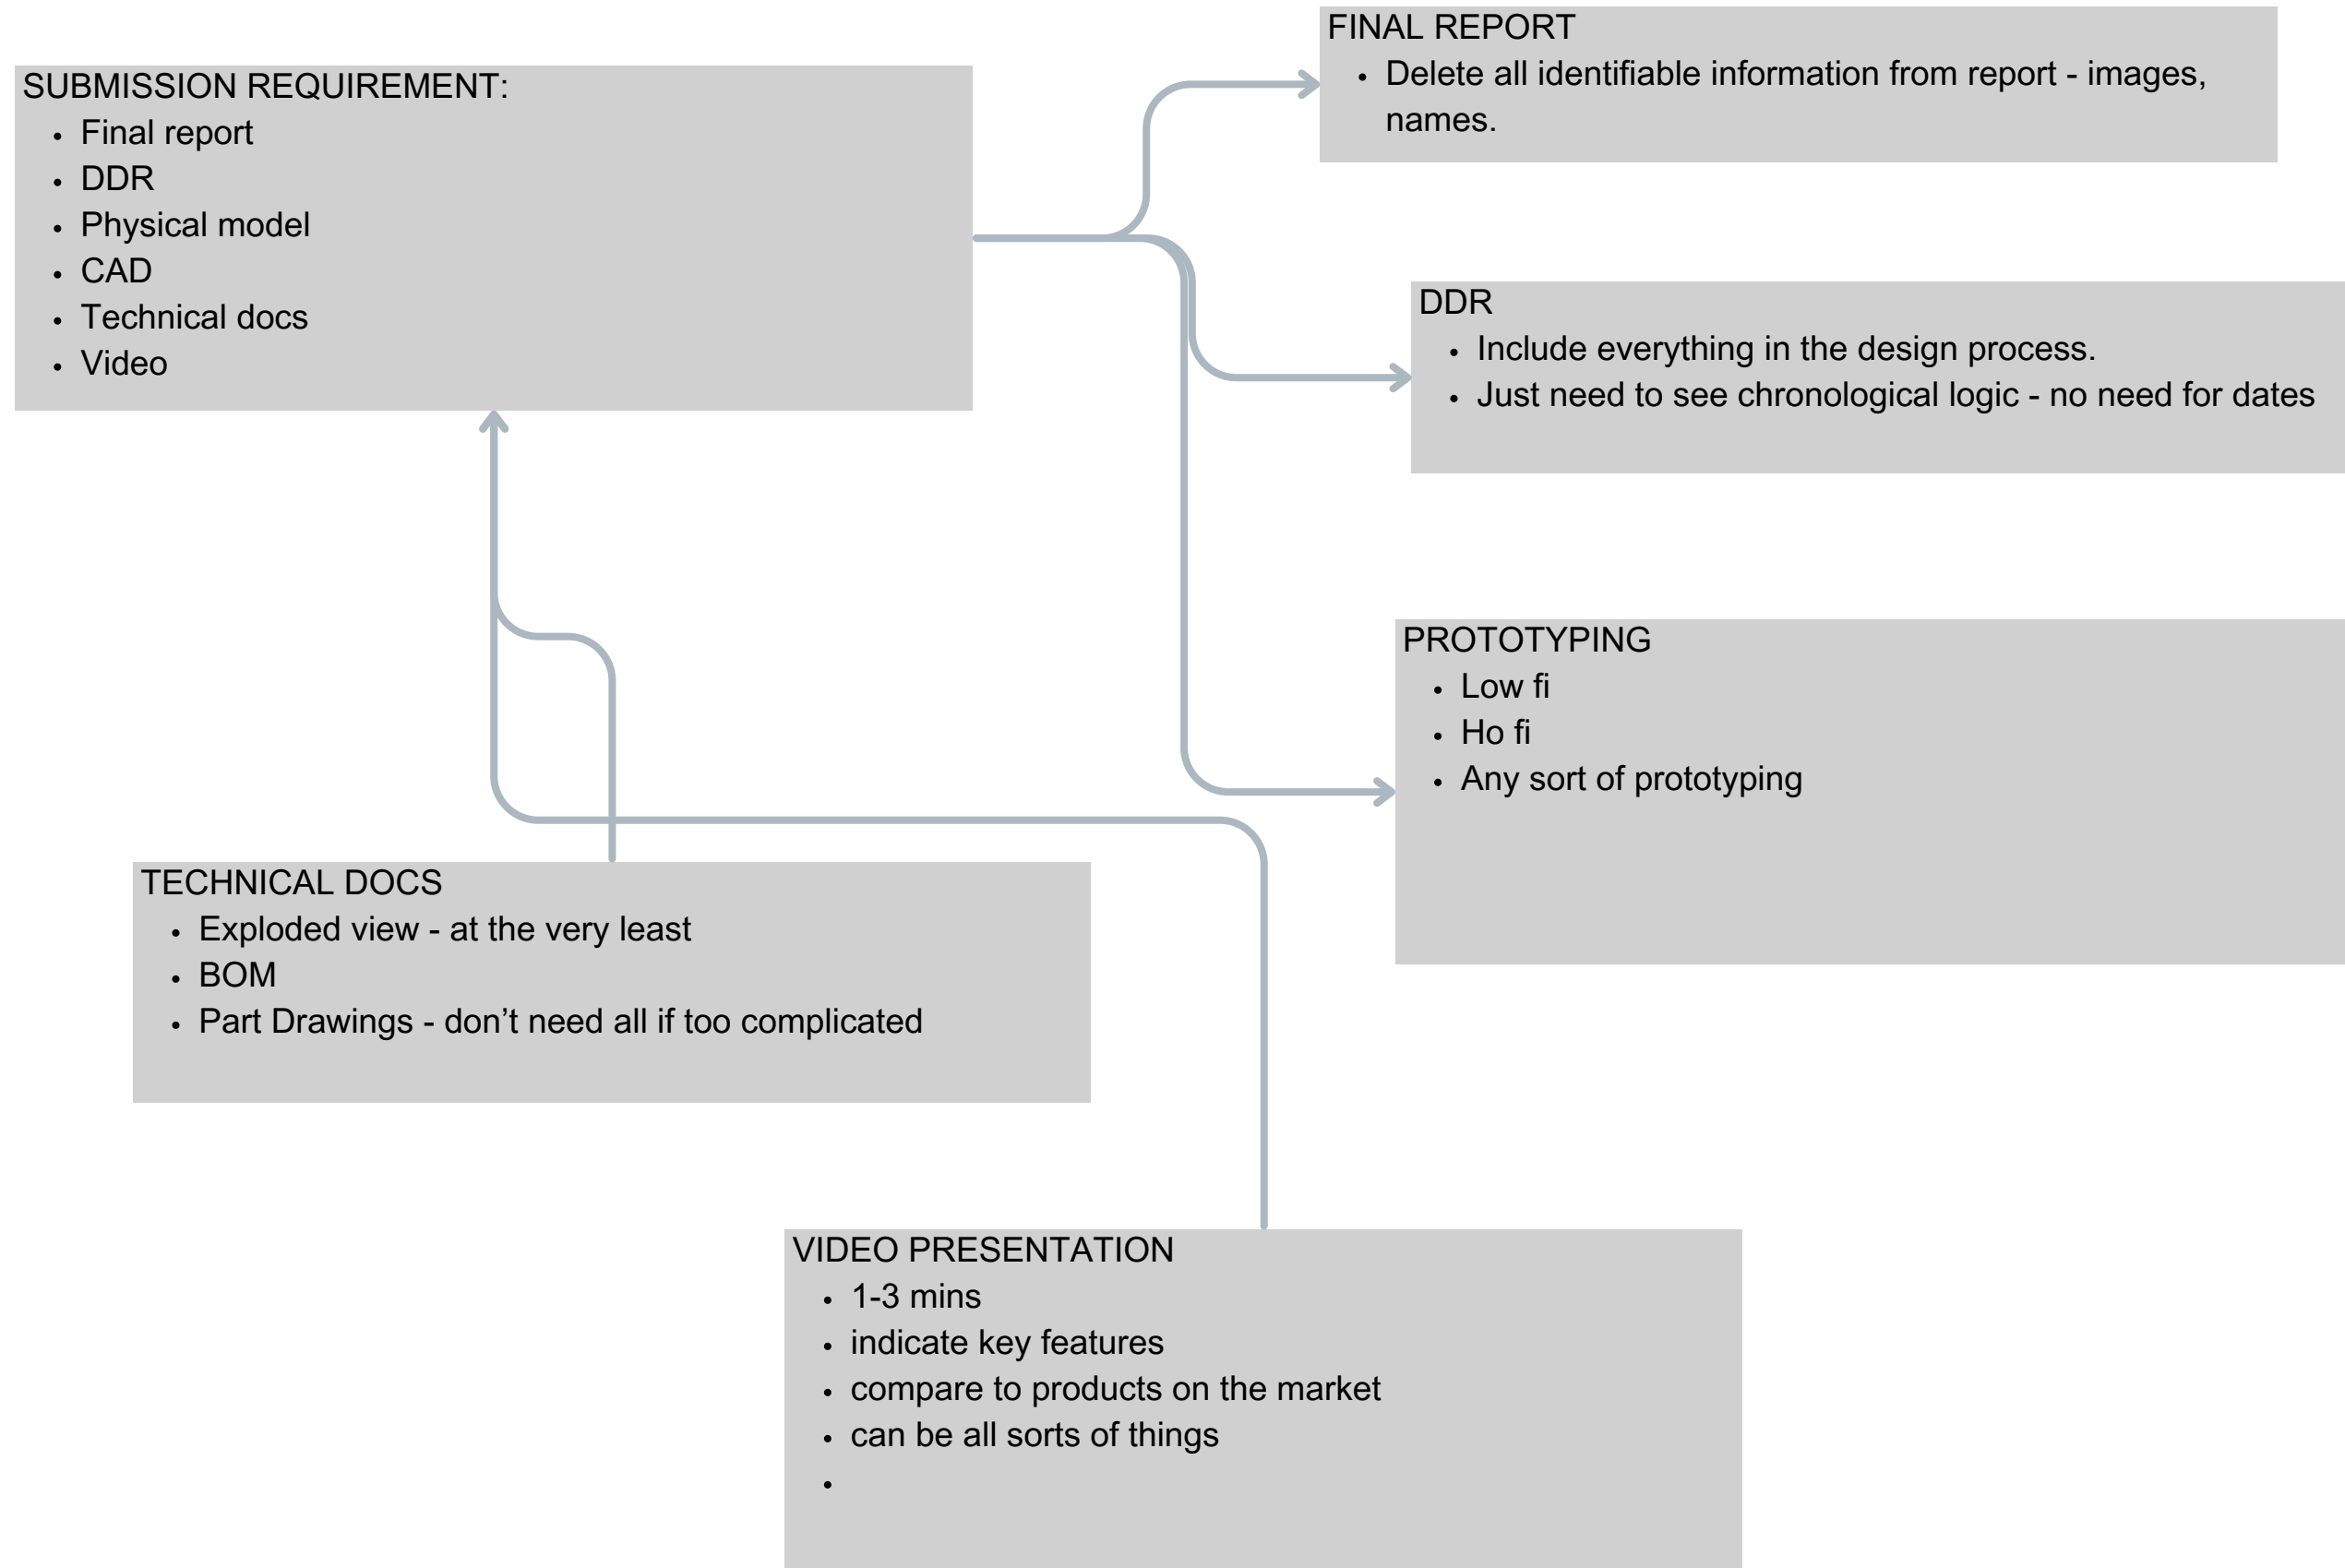 SUBMISSION REQUIREMENT:
• Final report
• DDR
• Physical model
• CAD
• Technical docs
• Video
FINAL REPORT
• Delete all identifiable information from report - images,
names.
DDR
• Include everything in the design process.
• Just need to see chronological logic - no need for dates
PROTOTYPING
• Low fi
• Ho fi
• Any sort of prototyping
TECHNICAL DOCS
• Exploded view - at the very least
• BOM
• Part Drawings - don’t need all if too complicated
VIDEO PRESENTATION
• 1-3 mins
• indicate key features
• compare to products on the market
• can be all sorts of things
•